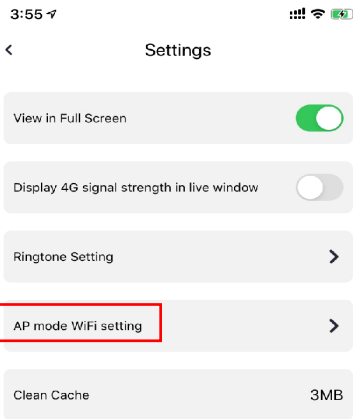 3:55
Settings
View in Full Screen
Display 4G signal strength in live window
Ringtone Setting
AP mode WiFi setting
Clean Cache 3MB